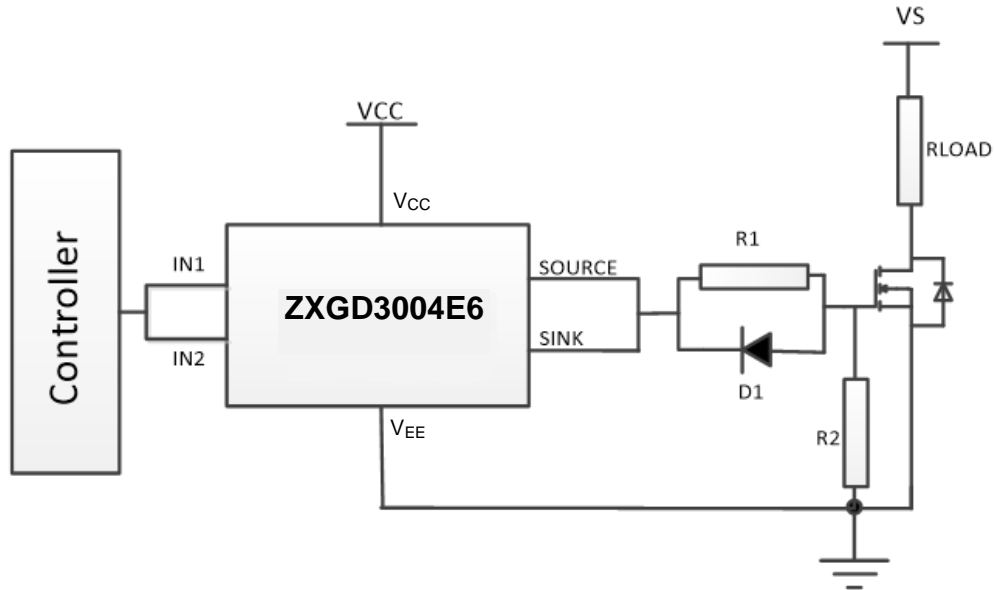 VS
RLOAD
VCC
VCC
Controller
IN1
IN2
ZXGD3004E6
SOURCE
SINK
R1
D1
VEE
R2